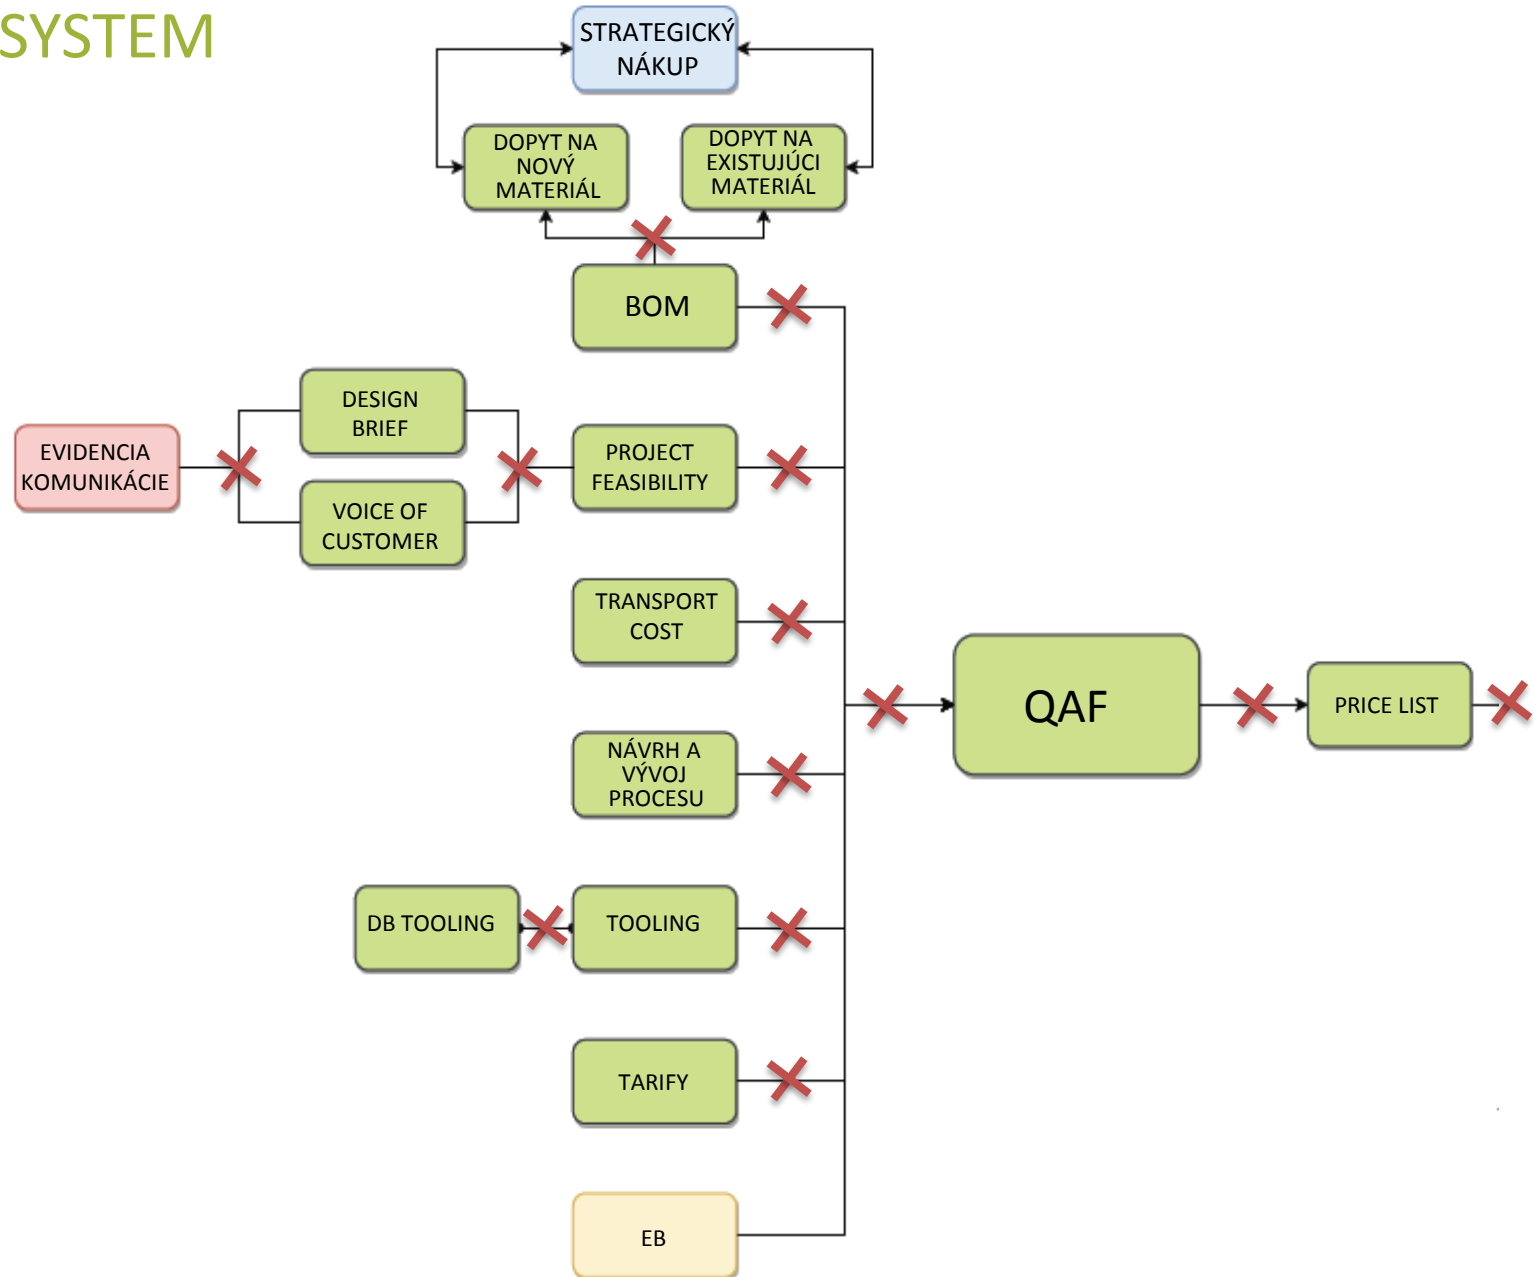 SYSTEM
STRATEGICKÝ
NÁKUP
DOPYT NA
NOVÝ
MATERIÁL
DOPYT NA
EXISTUJÚCI
MATERIÁL
BOM
DESIGN
BRIEF
EVIDENCIA
KOMUNIKÁCIE
PROJECT
FEASIBILITY
VOICE OF
CUSTOMER
TRANSPORT
COST
QAF
PRICE LIST
NÁVRH A
VÝVOJ
PROCESU
DB TOOLING
TOOLING
TARIFY
EB